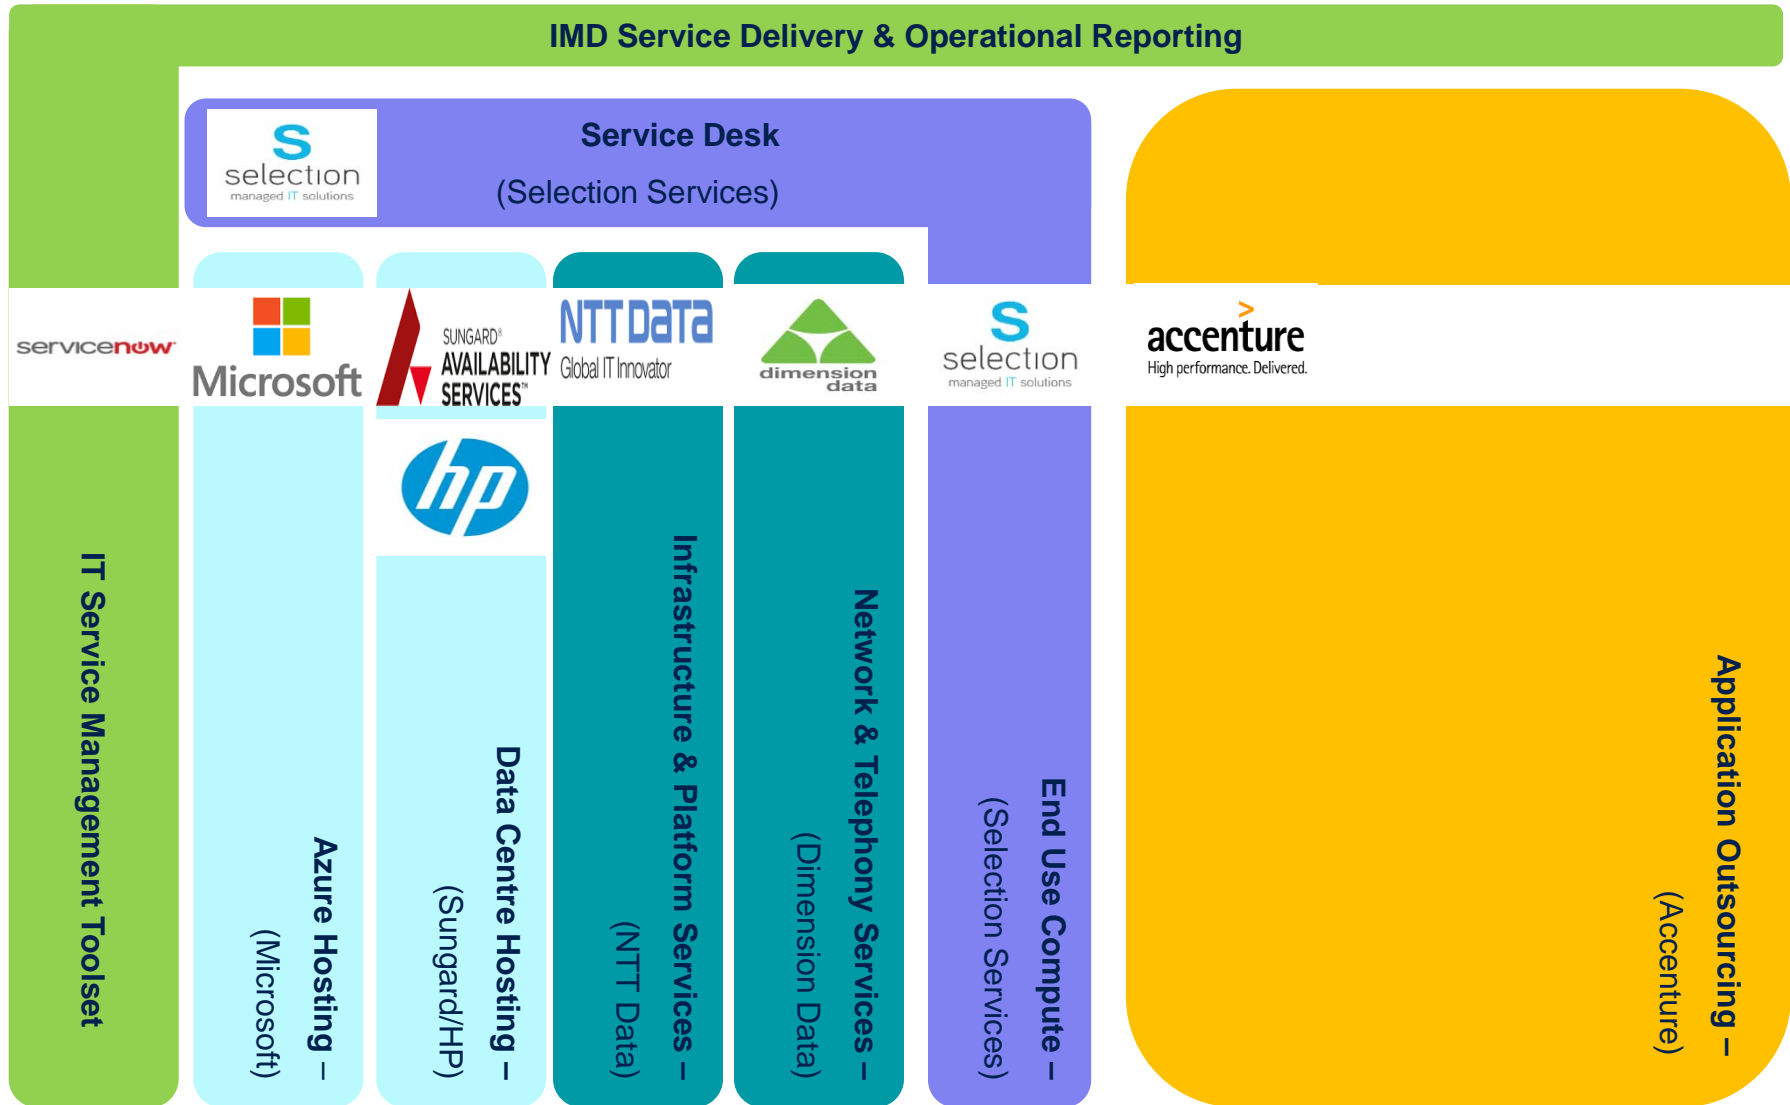 IMD Service Delivery & Operational Reporting
S
selection
managed IT solutions
Service Desk
(Selection Services)
servicenow
Microsoft
SUNGARD®
AVAILABILITY
SERVICES™
hp
NTT DATA
Global IT Innovator
dimension
data
S
selection
managed IT solutions
>
accenture
High performance. Delivered.
IT Service Management Toolset
Azure Hosting –
(Microsoft)
Data Centre Hosting –
(Sungard/HP)
Infrastructure & Platform Services –
(NTT Data)
Network & Telephony Services –
(Dimension Data)
End Use Compute –
(Selection Services)
Application Outsourcing –
(Accenture)